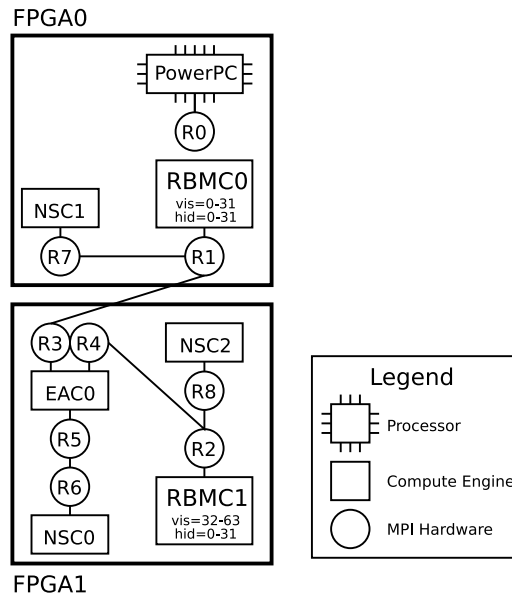 FPGA0
PowerPC
R0
RBMC0
vis=0-31
hid=0-31
NSC1
R7
R1
R3
R4
NSC2
EAC0
R8
R5
R2
R6
RBMC1
vis=32-63
hid=0-31
NSC0
FPGA1
Legend
Processor
Compute Engine
MPI Hardware